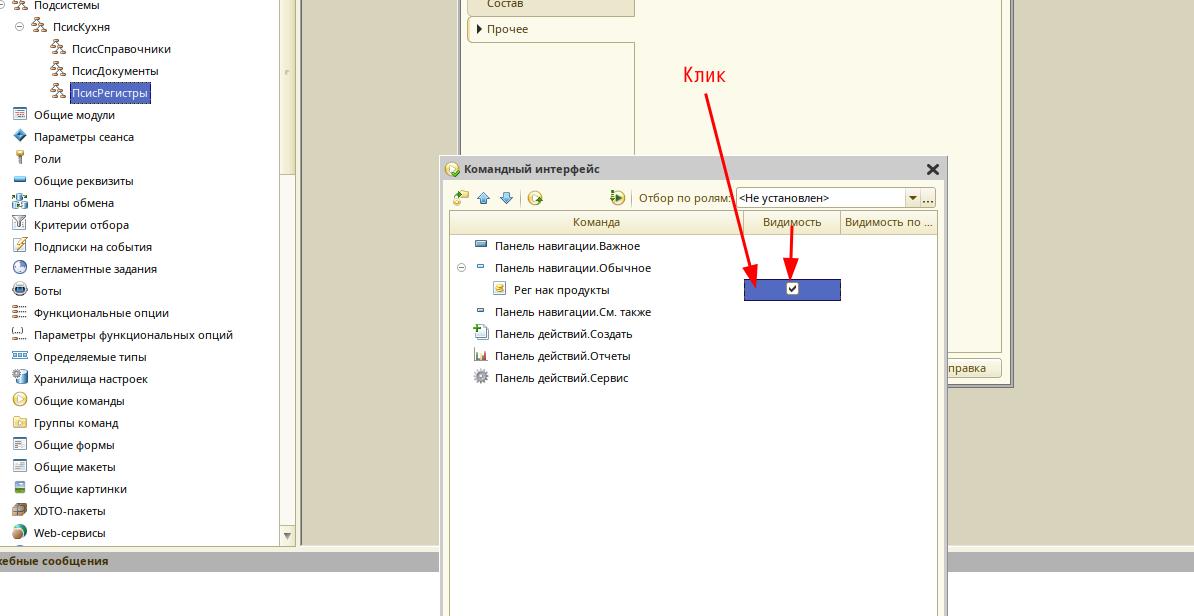 Подсистемы
ПсисКухня
ПсисСправочники
ПсисДокументы
ПсисРегистры
Общие модули
Параметры сеанса
Роли
Общие реквизиты
Планы обмена
Критерии отбора
Подписки на события
Регламентные задания
Боты
Функциональные опции
Параметры функциональных опций
Определяемые типы
Хранилища настроек
Общие команды
Группы команд
Общие формы
Общие макеты
Общие картинки
XDTO-пакеты
Web-сервисы
жебные сообщения
Состав
Прочее
Клик
Командный интерфейс
Отбор по ролям: <Не установлен> ...
Команда Видимость Видимость по ...
Панель навигации.Важное
Панель навигации.Обычное
Рег нак продукты
Панель навигации.См. также
Панель действий.Создать
Панель действий.Отчеты
Панель действий.Сервис
правка